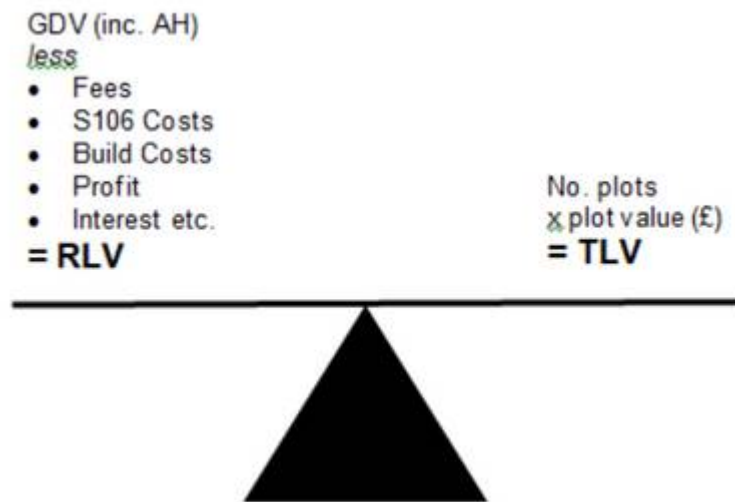 GDV (inc. AH)
less
• Fees
• S106 Costs
• Build Costs
• Profit
• Interest etc.
= RLV
No. plots
x plot value (£)
= TLV